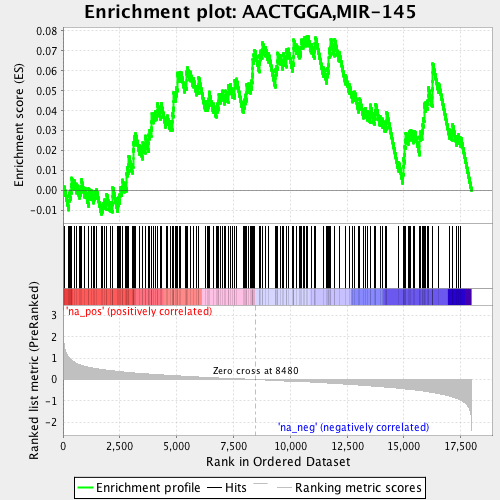 Enrichment plot: AACTGGA,MIR-145
Enrichment score (ES)
0.08
0.07
0.06
0.05
0.04
0.03
0.02
0.01
0.00
-0.01
'na_pos' (positively correlated)
Ranked list metric (PreRanked)
3
2
1
0
-1
-2
Zero cross at 8480
'na_neg' (negatively correlated)
0
2,500
5,000
7,500
10,000
12,500
15,000
17,500
Rank in Ordered Dataset
Enrichment profile
Hits
Ranking metric scores